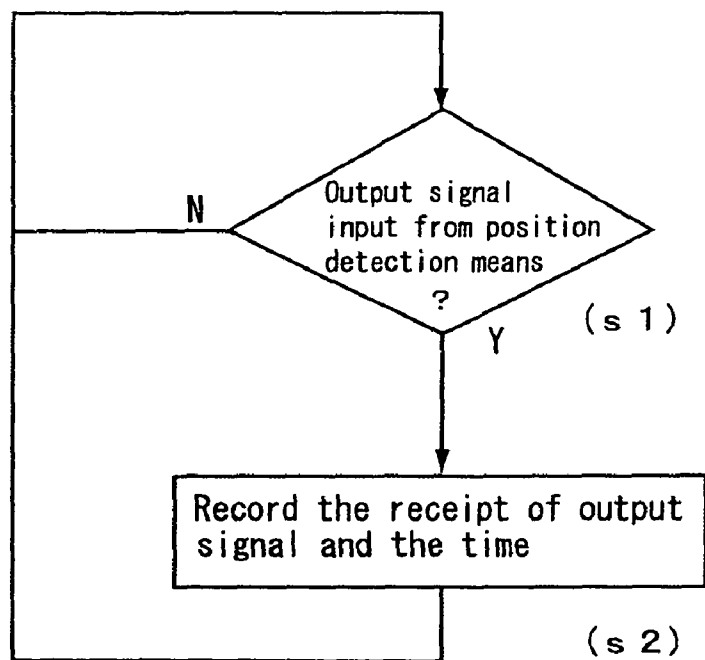 Output signal
input from position
detection means
?
N
(s 1)
Y
Record the receipt of output
signal and the time
(s 2)